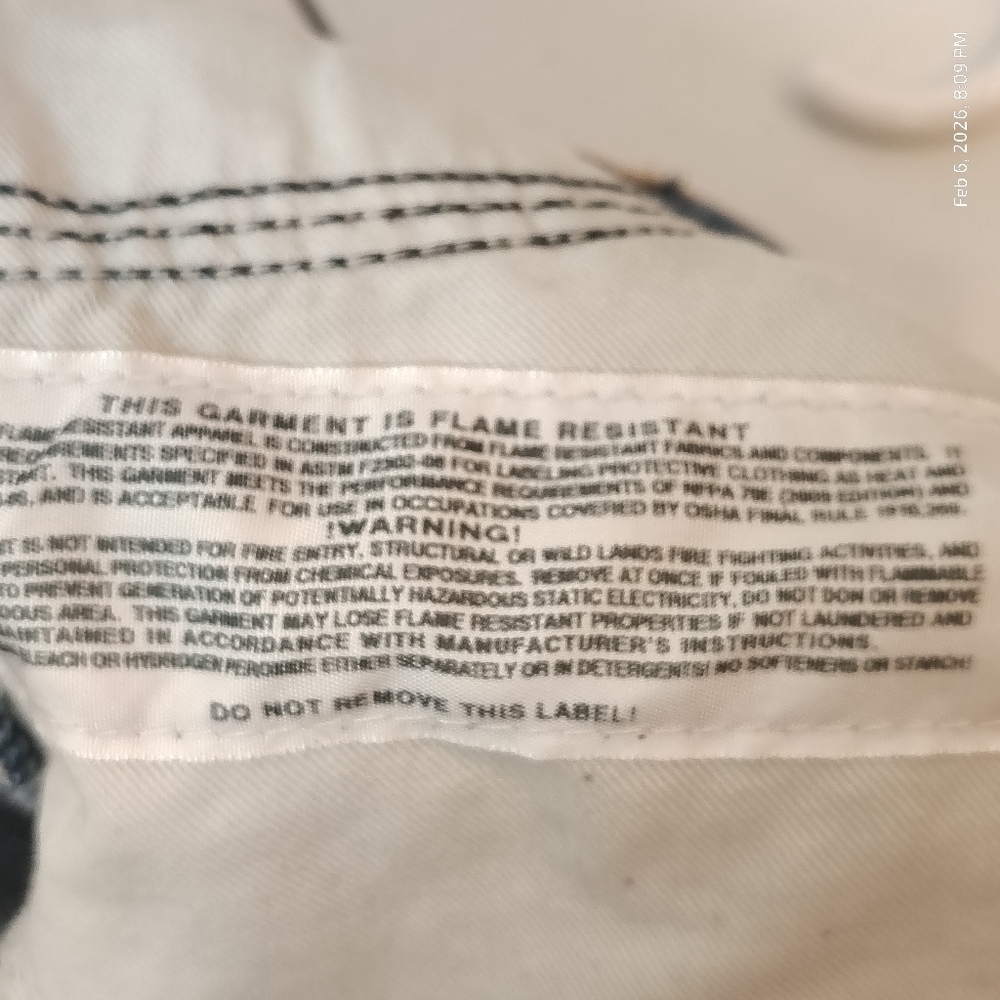 Feb 6, 2026, 8:09 PM
THIS GARMENT IS FLAME RESISTANT
RESISTANT APPAREL IS CONSTRUCTED FROM FLAME RESISTANT FABRICS AND COMPONENTS. IT
REQUIREMENTS SPECIFIED IN ASTM FOR LABELING PROTECTIVE CLOTHING AS HEAT AND
THIS GARMENT MEETS THE PERFORMANCE REQUIREMENTS OF NFPA 70E EDITION) AND
AND IS ACCEPTABLE, FOR USE IN OCCUPATIONS COVERED BY OSHA FINAL RULE
!WARNING!
IS NOT INTENDED FOR FIRE ENTRY, STRUCTURAL OR WILD LANDS FIRE FIGHTING ACTIVITIES, AND
PERSONAL PROTECTION FROM CHEMICAL EXPOSURES. REMOVE AT ONCE IF FOULED WITH FLAMMABLE
TO PREVENT GENERATION OF POTENTIALLY HAZARDOUS STATIC ELECTRICITY, DO NOT DON OR REMOVE
AREA. THIS GARMENT MAY LOSE FLAME RESISTANT PROPERTIES IF NOT LAUNDERED AND
IN ACCORDANCE WITH MANUFACTURER'S INSTRUCTIONS.
OR HYDROGEN PEROXIDE EITHER SEPARATELY OR IN DETERGENTS! NO SOFTENERS OR STARCH!
DO NOT REMOVE THIS LABEL!